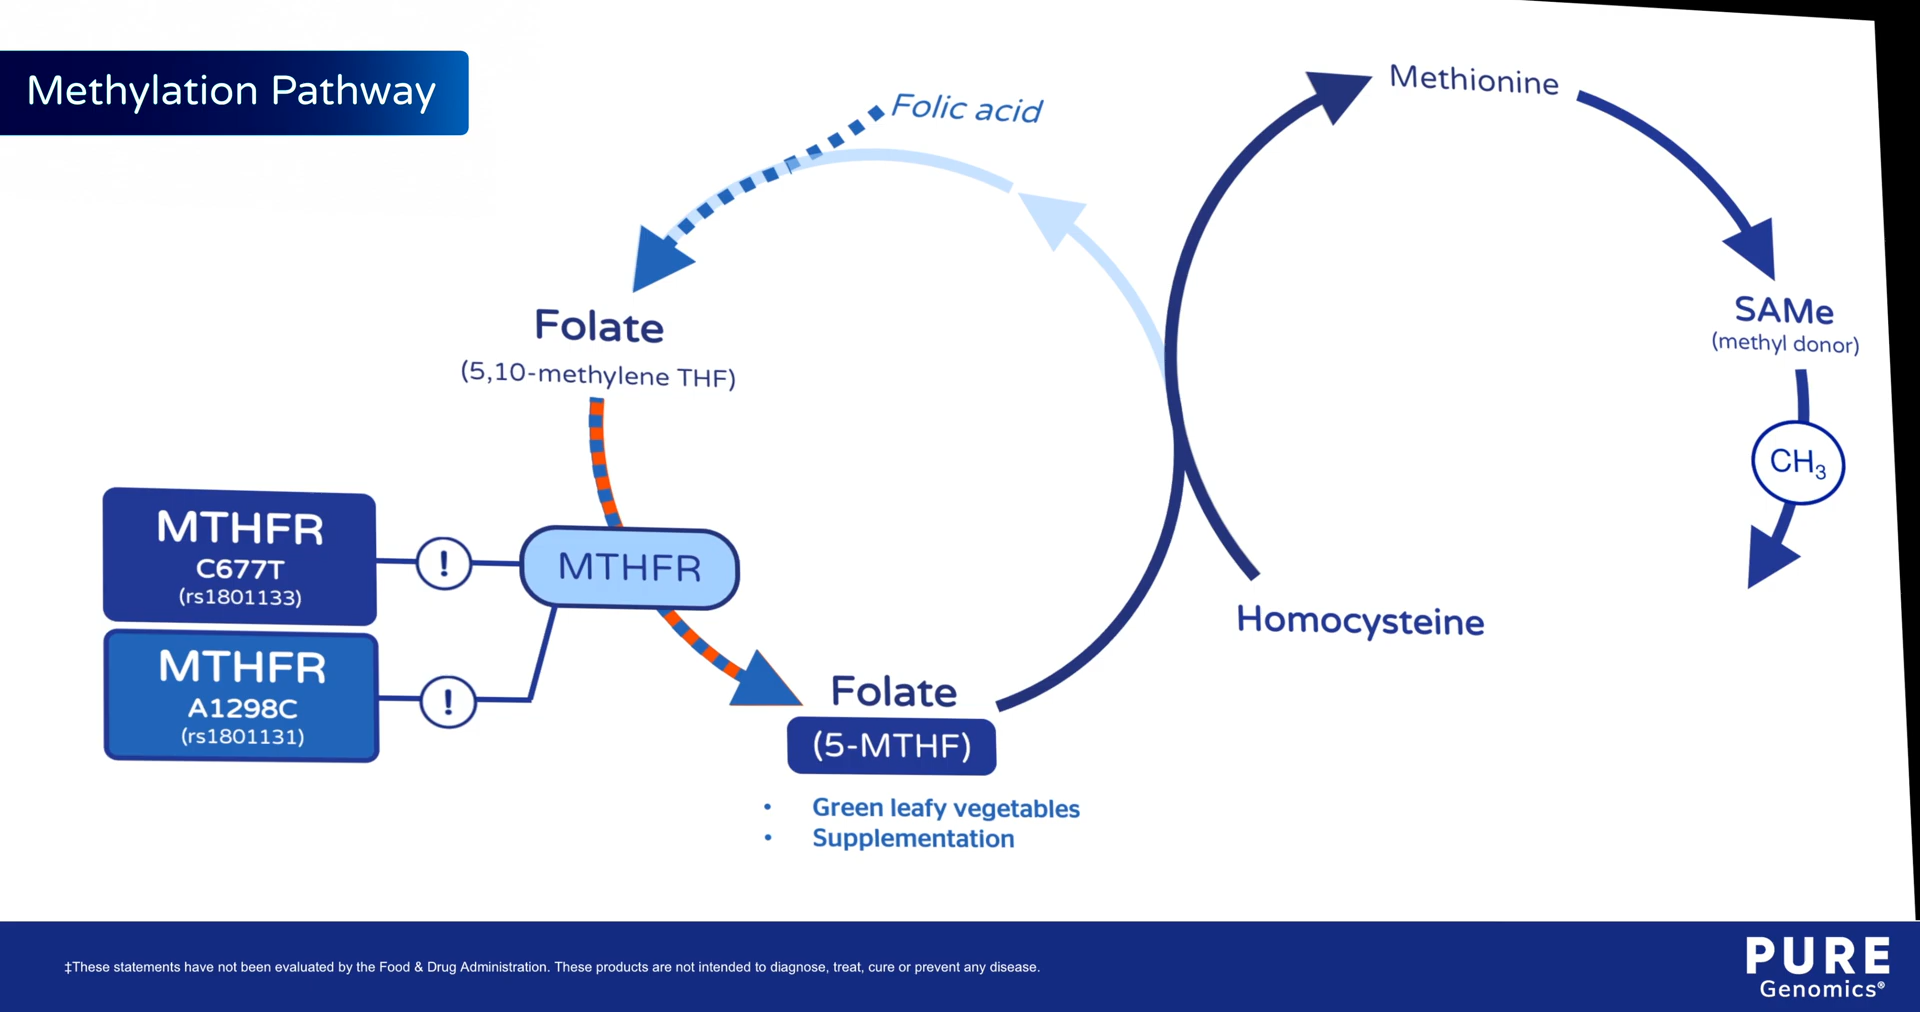 Methylation Pathway
Folic acid
Methionine
Folate
(5,10-methylene THF)
SAMe
(methyl donor)
CH₃
MTHFR
C677T
(rs1801133)
!
MTHFR
MTHFR
A1298C
(rs1801131)
!
Homocysteine
Folate
(5-MTHF)
• Green leafy vegetables
• Supplementation
‡These statements have not been evaluated by the Food & Drug Administration. These products are not intended to diagnose, treat, cure or prevent any disease.
PURE
Genomics®